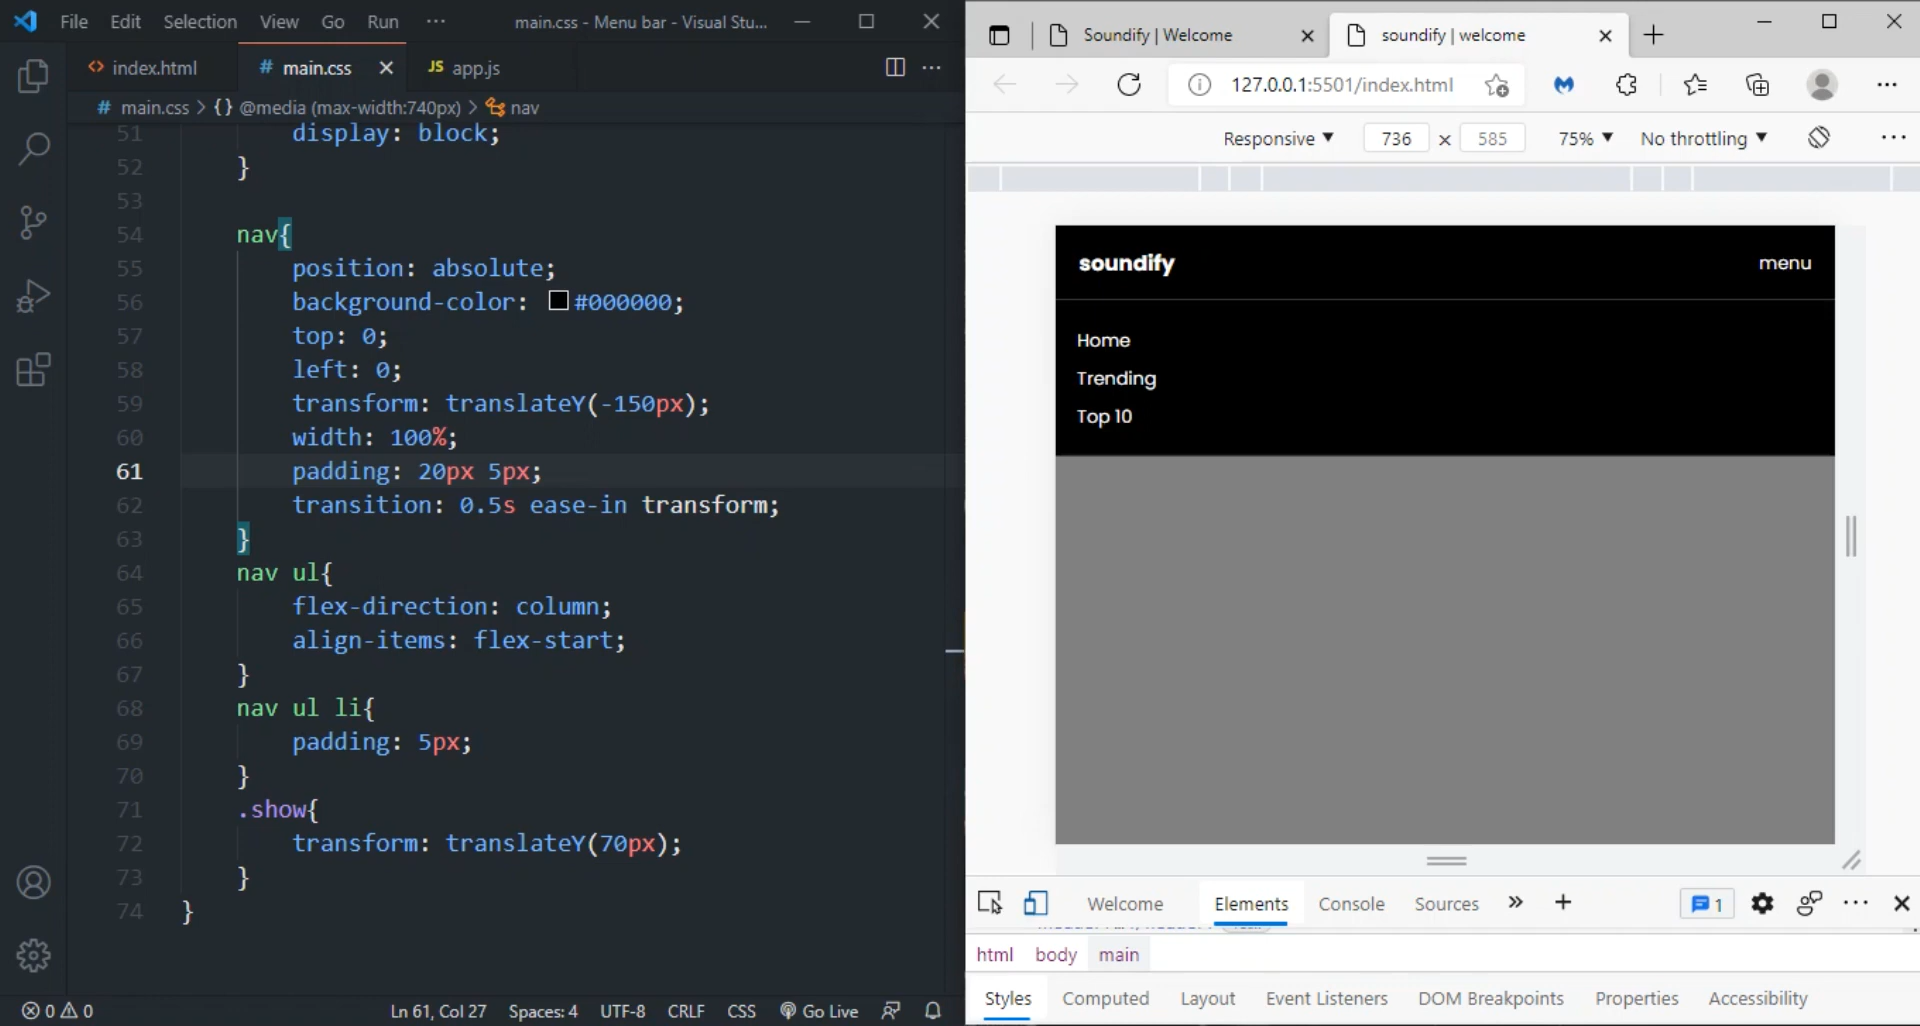 File Edit Selection View Go Run ··· main.css - Menu bar - Visual Stu...
index.html # main.css JS app.js ···
# main.css > {} @media (max-width:740px) > nav
51 display: block;
52 }
53
54 nav{
55 position: absolute;
56 background-color: #000000;
57 top: 0;
58 left: 0;
59 transform: translateY(-150px);
60 width: 100%;
61 padding: 20px 5px;
62 transition: 0.5s ease-in transform;
63 }
64 nav ul{
65 flex-direction: column;
66 align-items: flex-start;
67 }
68 nav ul li{
69 padding: 5px;
70 }
71 .show{
72 transform: translateY(70px);
73 }
74 }
0 0 Ln 61, Col 27 Spaces: 4 UTF-8 CRLF CSS Go Live
Soundify | Welcome soundify | welcome
127.0.0.1:5501/index.html
Responsive 736 x 585 75% No throttling
soundify menu
Home
Trending
Top 10
Welcome Elements Console Sources » + 1
html body main
Styles Computed Layout Event Listeners DOM Breakpoints Properties Accessibility